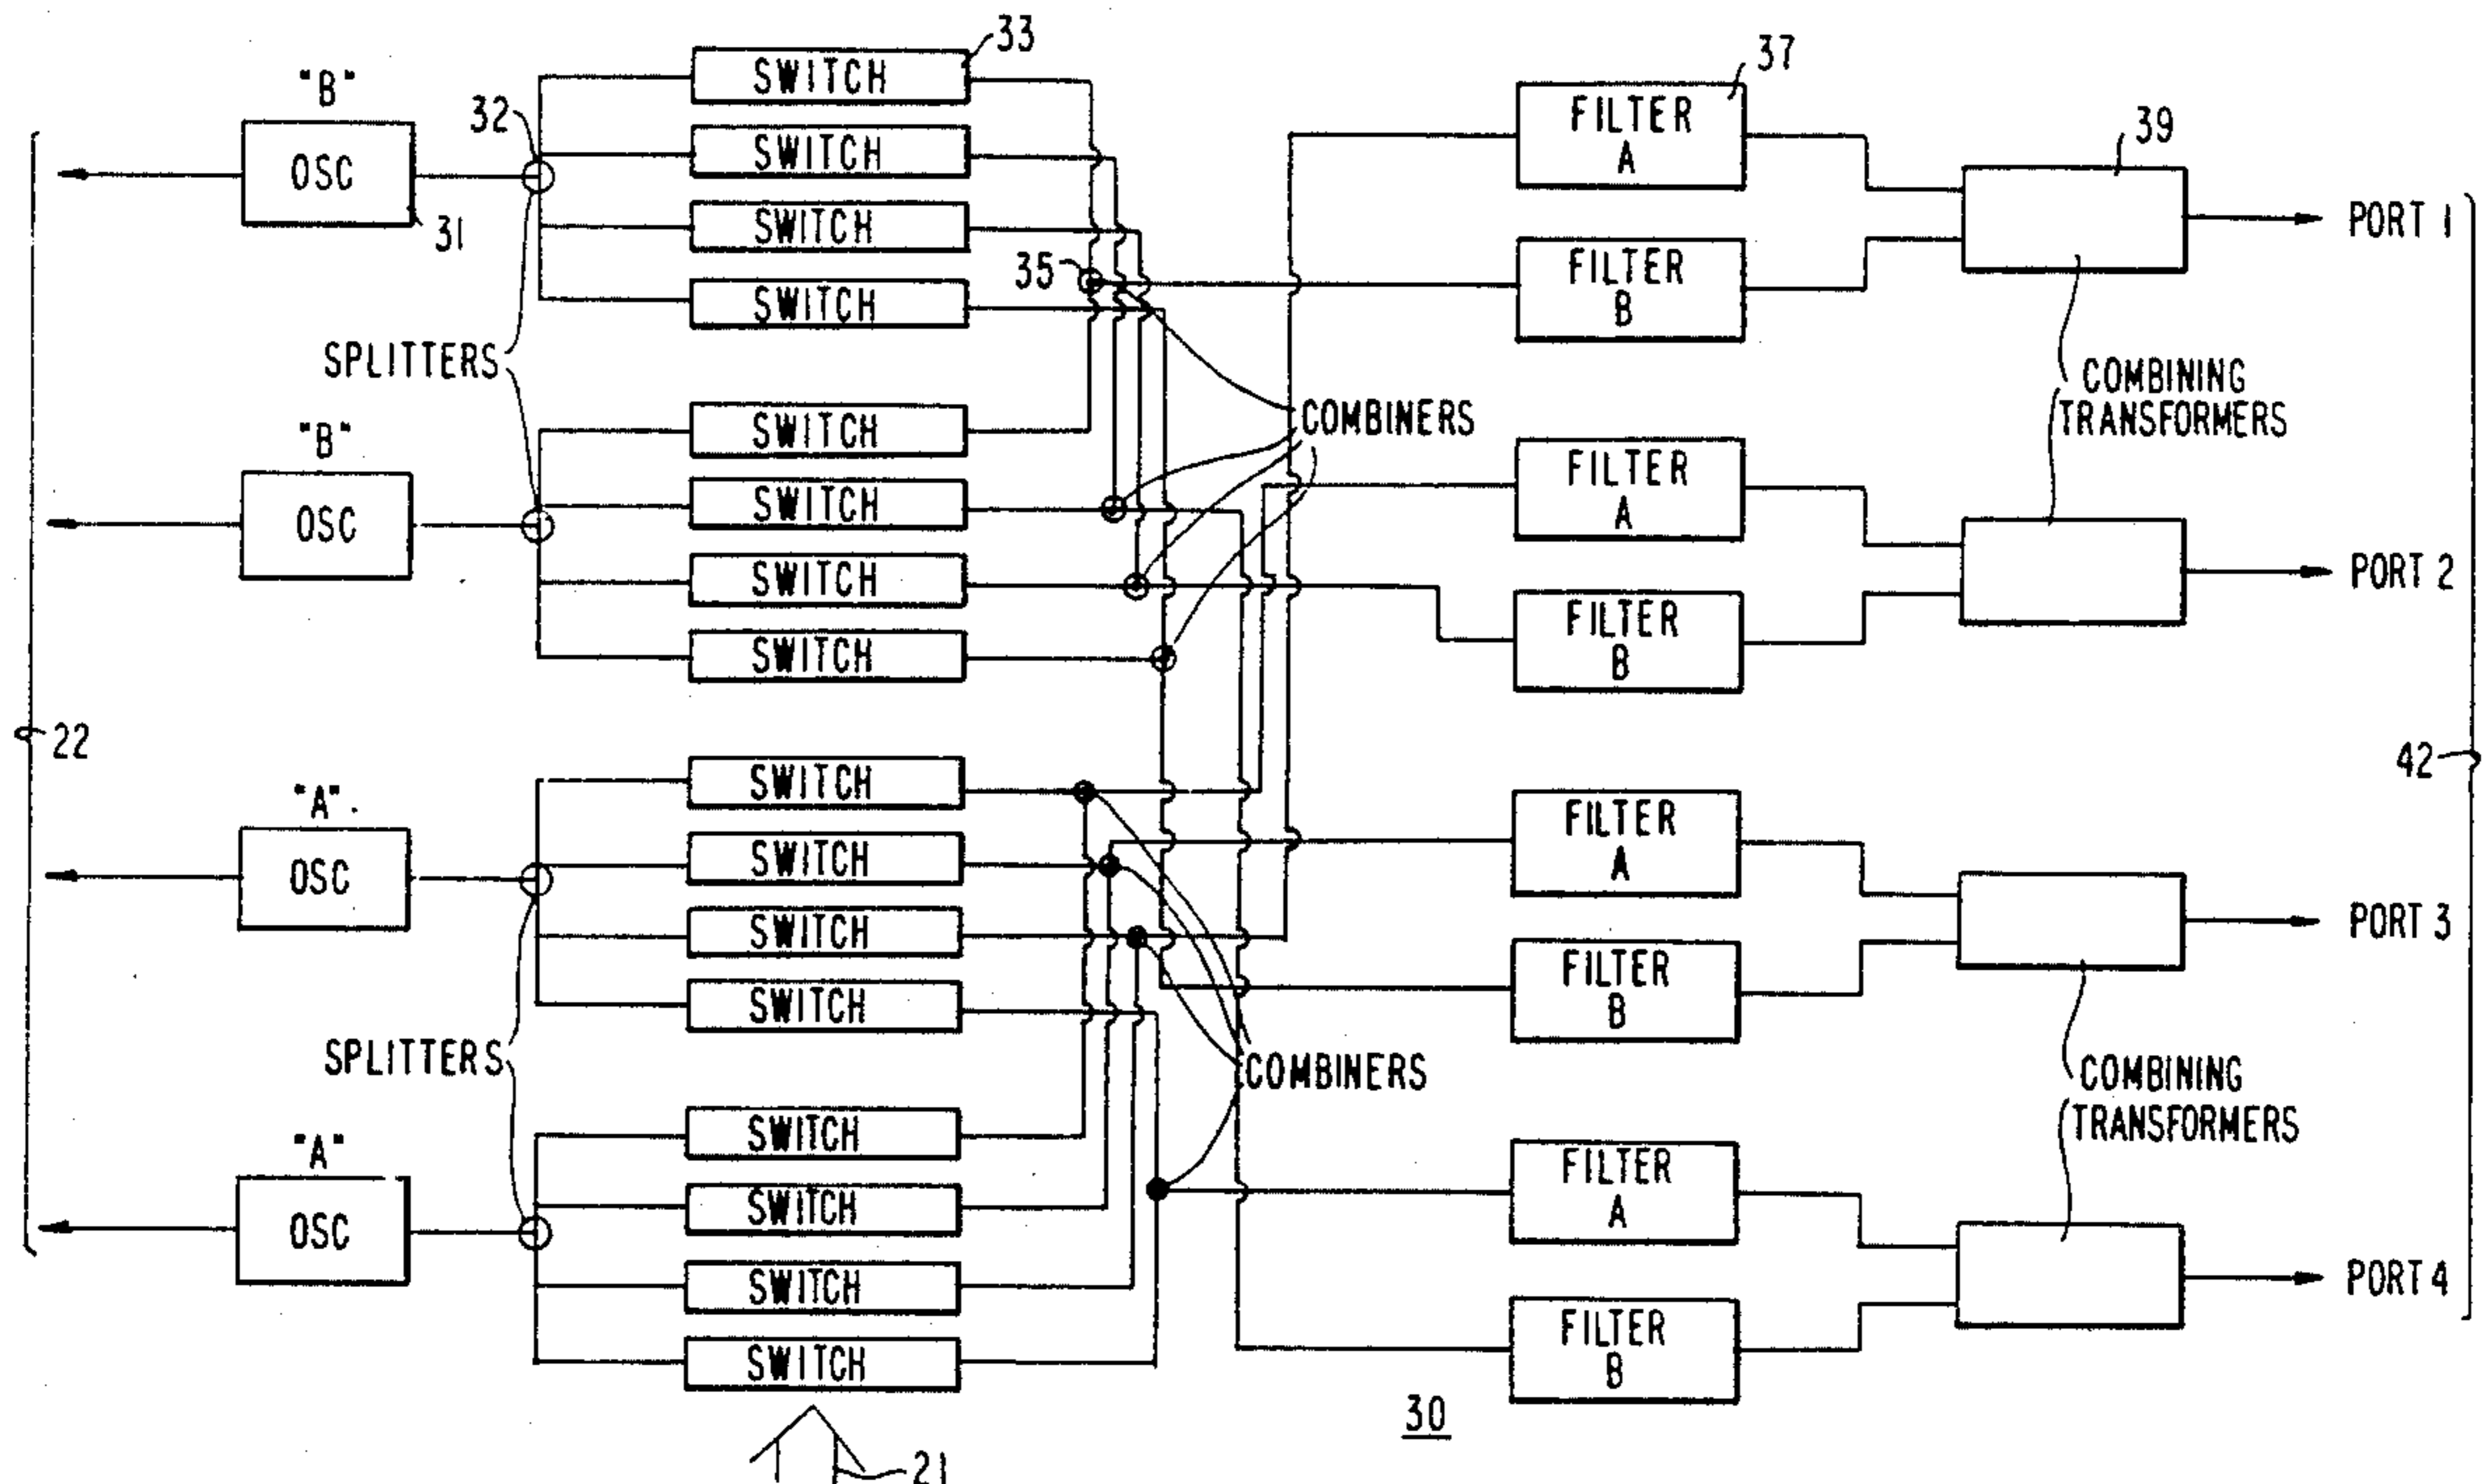 33
"B"
32
SWITCH
SWITCH
SWITCH
SWITCH
OSC
31
35
FILTER
A
37
FILTER
B
39
PORT 1
SPLITTERS
COMBINERS
COMBINING
TRANSFORMERS
"B"
OSC
SWITCH
SWITCH
SWITCH
SWITCH
FILTER
A
FILTER
B
PORT 2
22
42
"A"
OSC
SWITCH
SWITCH
SWITCH
SWITCH
FILTER
A
FILTER
B
PORT 3
SPLITTERS
COMBINERS
COMBINING
TRANSFORMERS
"A"
OSC
SWITCH
SWITCH
SWITCH
SWITCH
FILTER
A
FILTER
B
PORT 4
30
21